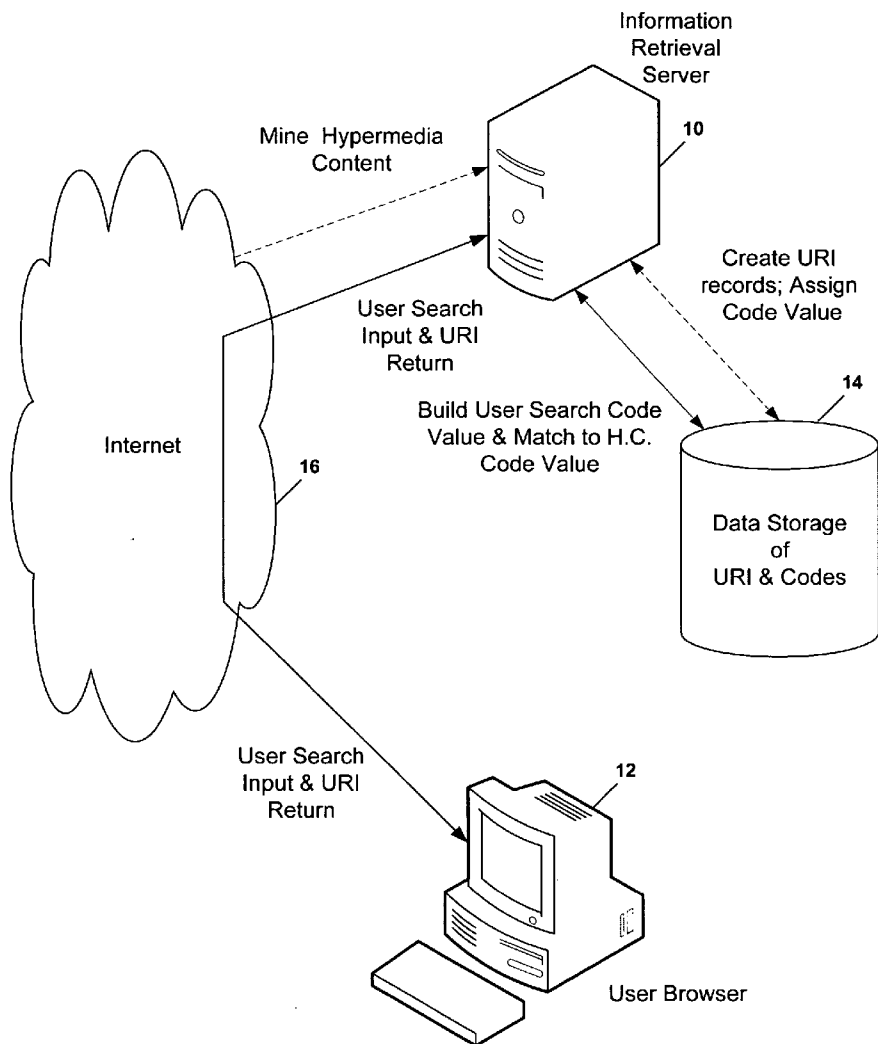 Information
Retrieval
Server
10
Mine Hypermedia
Content
Create URI
records; Assign
Code Value
User Search
Input & URI
Return
14
Build User Search Code
Value & Match to H.C.
Code Value
Internet
16
Data Storage
of
URI & Codes
User Search
Input & URI
Return
12
User Browser